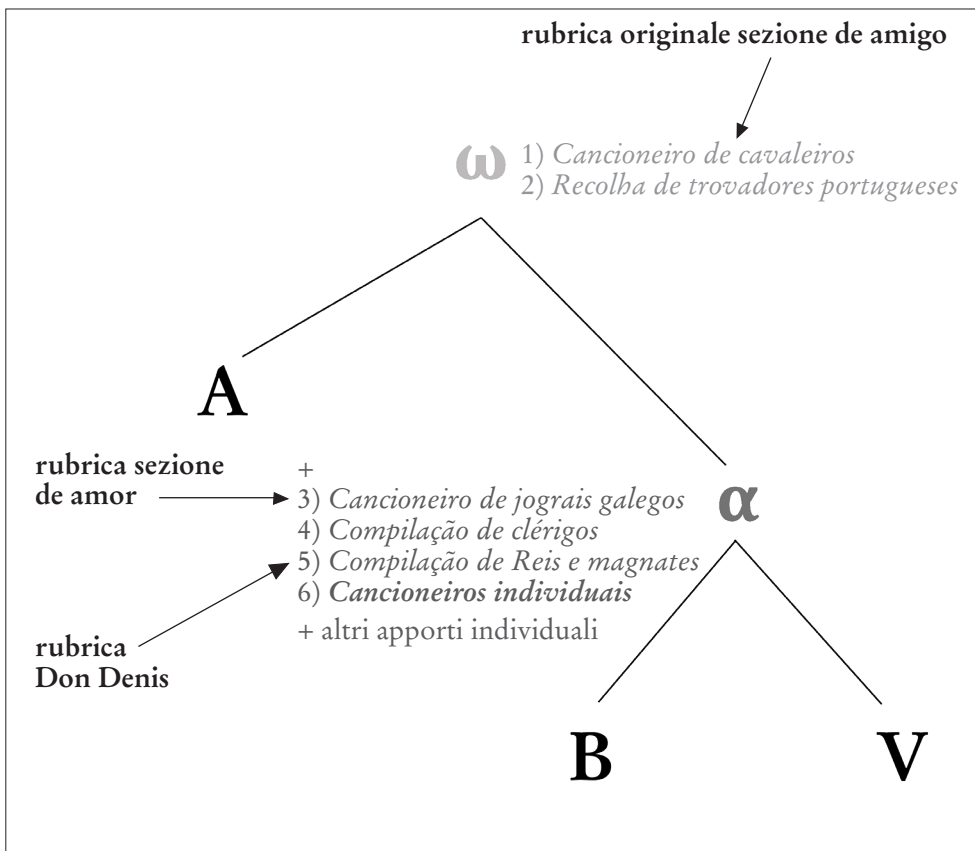 rubrica originale sezione de amigo
ω
1) Cancioneiro de cavaleiros
2) Recolha de trovadores portugueses
A
rubrica sezione
de amor
+
3) Cancioneiro de jograis galegos
4) Compilação de clérigos
5) Compilação de Reis e magnates
6) Cancioneiros individuais
+ altri apporti individuali
α
rubrica
Don Denis
B
V